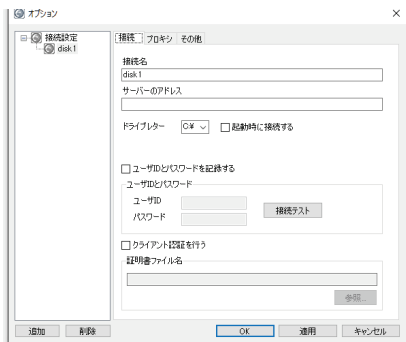 オプション
接続設定
disk1
接続 プロキシ その他
接続名
disk1
サーバーのアドレス
ドライブレター C:¥ 起動時に接続する
ユーザIDとパスワードを記録する
ユーザIDとパスワード
ユーザID
パスワード
接続テスト
クライアント認証を行う
証明書ファイル名
参照...
追加 削除 OK 適用 キャンセル